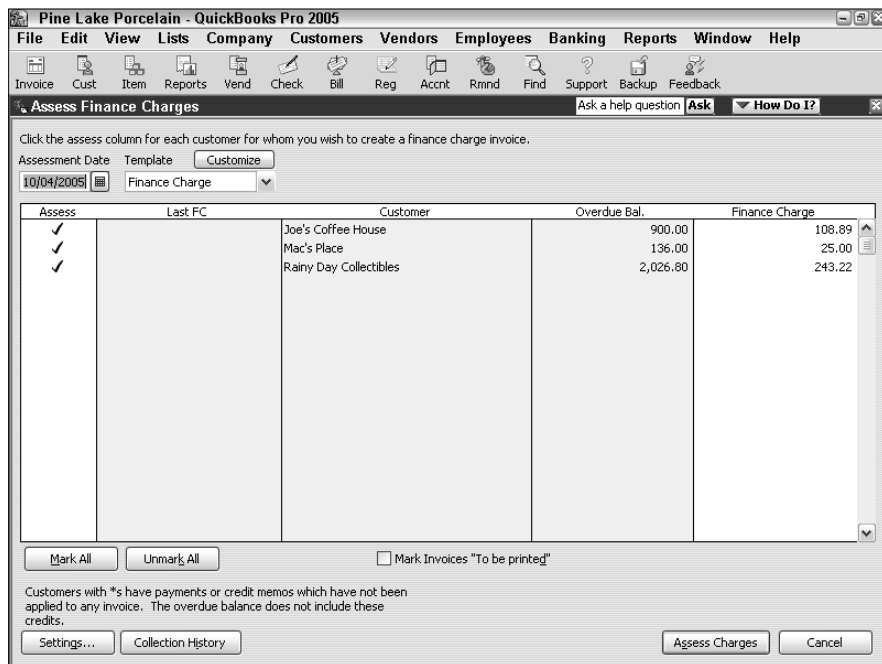 Pine Lake Porcelain - QuickBooks Pro 2005
File Edit View Lists Company Customers Vendors Employees Banking Reports Window Help
Invoice Cust Item Reports Vend Check Bill Reg Accnt Rmnd Find Support Backup Feedback
Assess Finance Charges Ask a help question Ask How Do I?
Click the assess column for each customer for whom you wish to create a finance charge invoice.
Assessment Date Template Customize
10/04/2005 Finance Charge
Assess Last FC Customer Overdue Bal. Finance Charge
Joe's Coffee House 900.00 108.89
Mac's Place 136.00 25.00
Rainy Day Collectibles 2,026.80 243.22
Mark All Unmark All Mark Invoices "To be printed"
Customers with *s have payments or credit memos which have not been
applied to any invoice. The overdue balance does not include these
credits.
Settings... Collection History Assess Charges Cancel